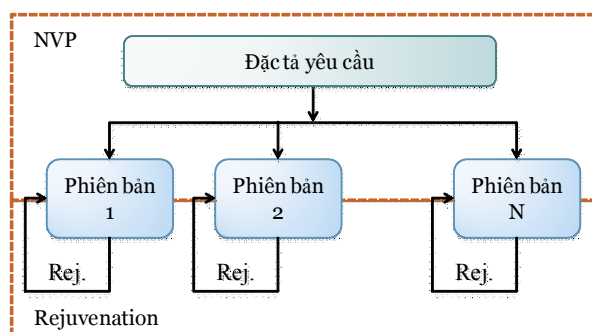 NVP
Đặc tả yêu cầu
Phiên bản
1
Phiên bản
2
Phiên bản
N
Rej.
Rej.
Rej.
Rejuvenation